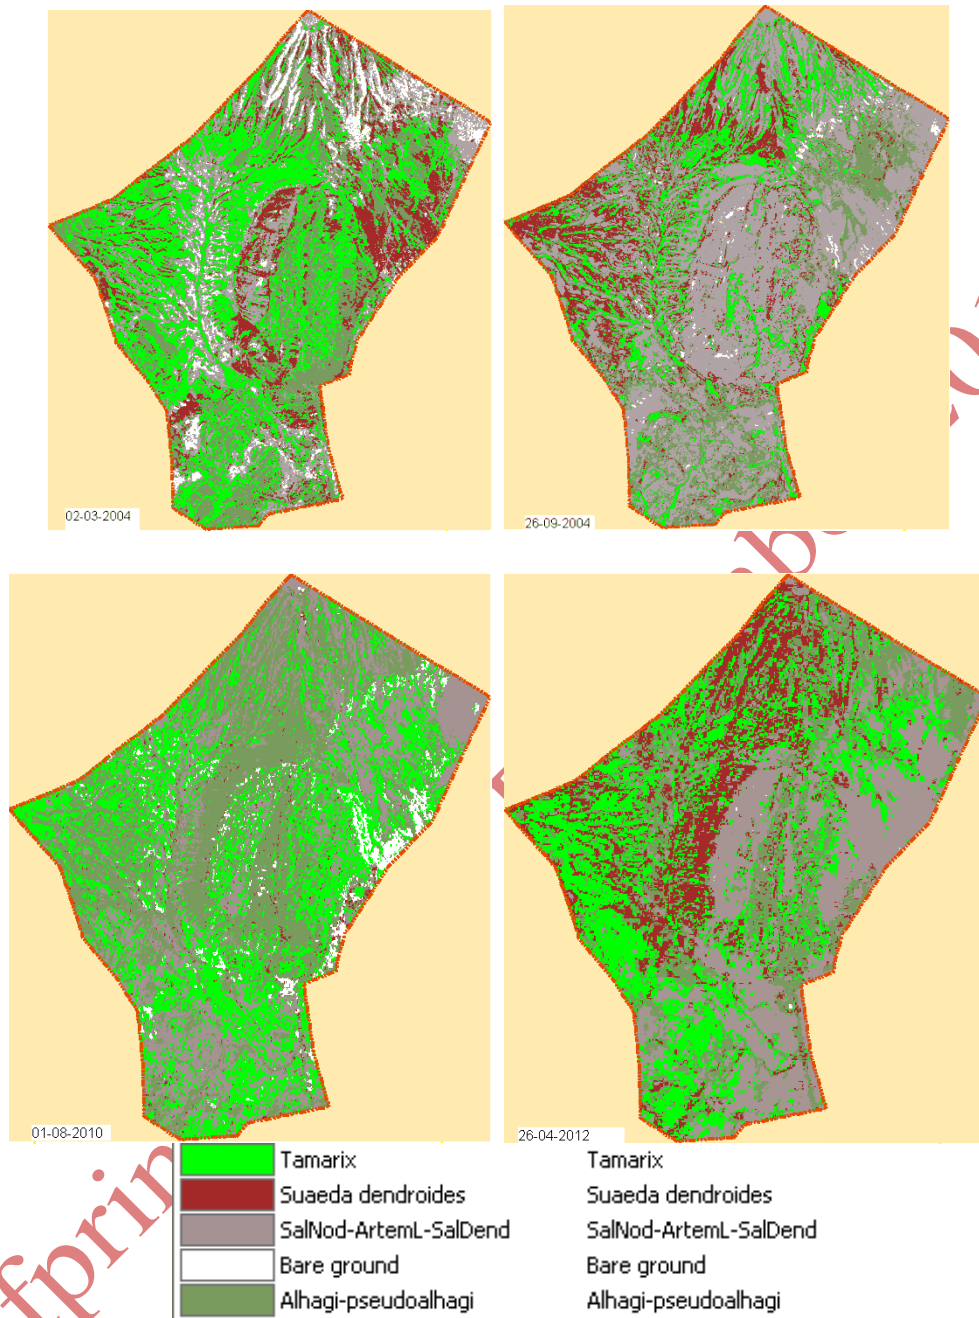 02-03-2004
26-09-2004
01-08-2010
26-04-2012
Tamarix Tamarix
Suaeda dendroides Suaeda dendroides
SalNod-ArtemL-SalDend SalNod-ArtemL-SalDend
Bare ground Bare ground
Alhagi-pseudoalhagi Alhagi-pseudoalhagi